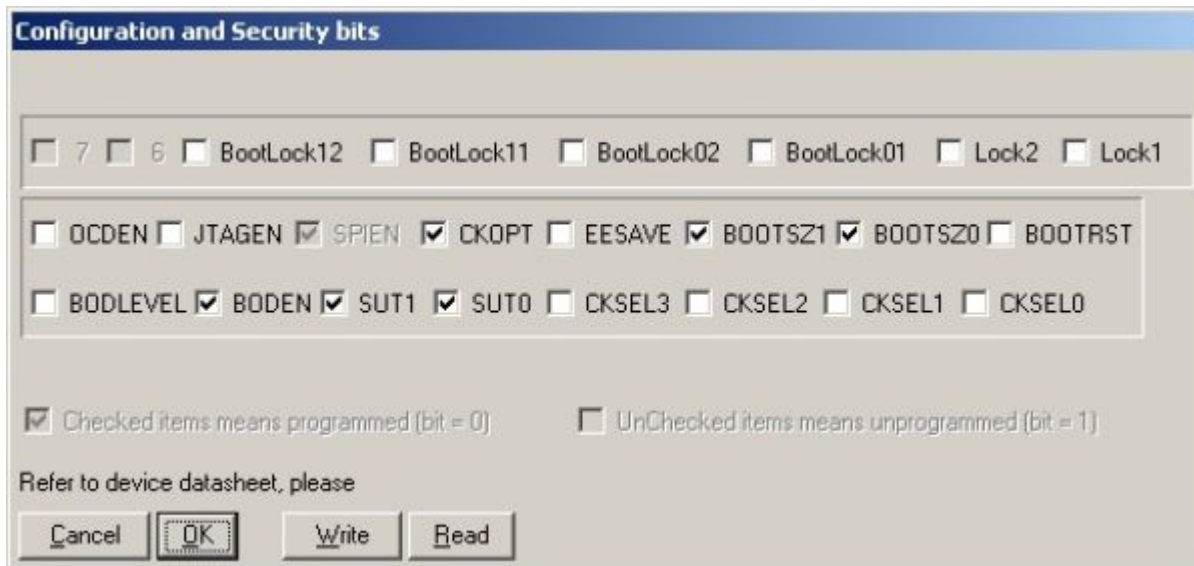 Configuration and Security bits
7 6 BootLock12 BootLock11 BootLock02 BootLock01 Lock2 Lock1
OCDEN JTAGEN SPIEN CKOPT EESAVE BOOTSZ1 BOOTSZ0 BOOTRST
BODLEVEL BODEN SUT1 SUT0 CKSEL3 CKSEL2 CKSEL1 CKSEL0
Checked items means programmed (bit = 0) UnChecked items means unprogrammed (bit = 1)
Refer to device datasheet, please
Cancel OK Write Read